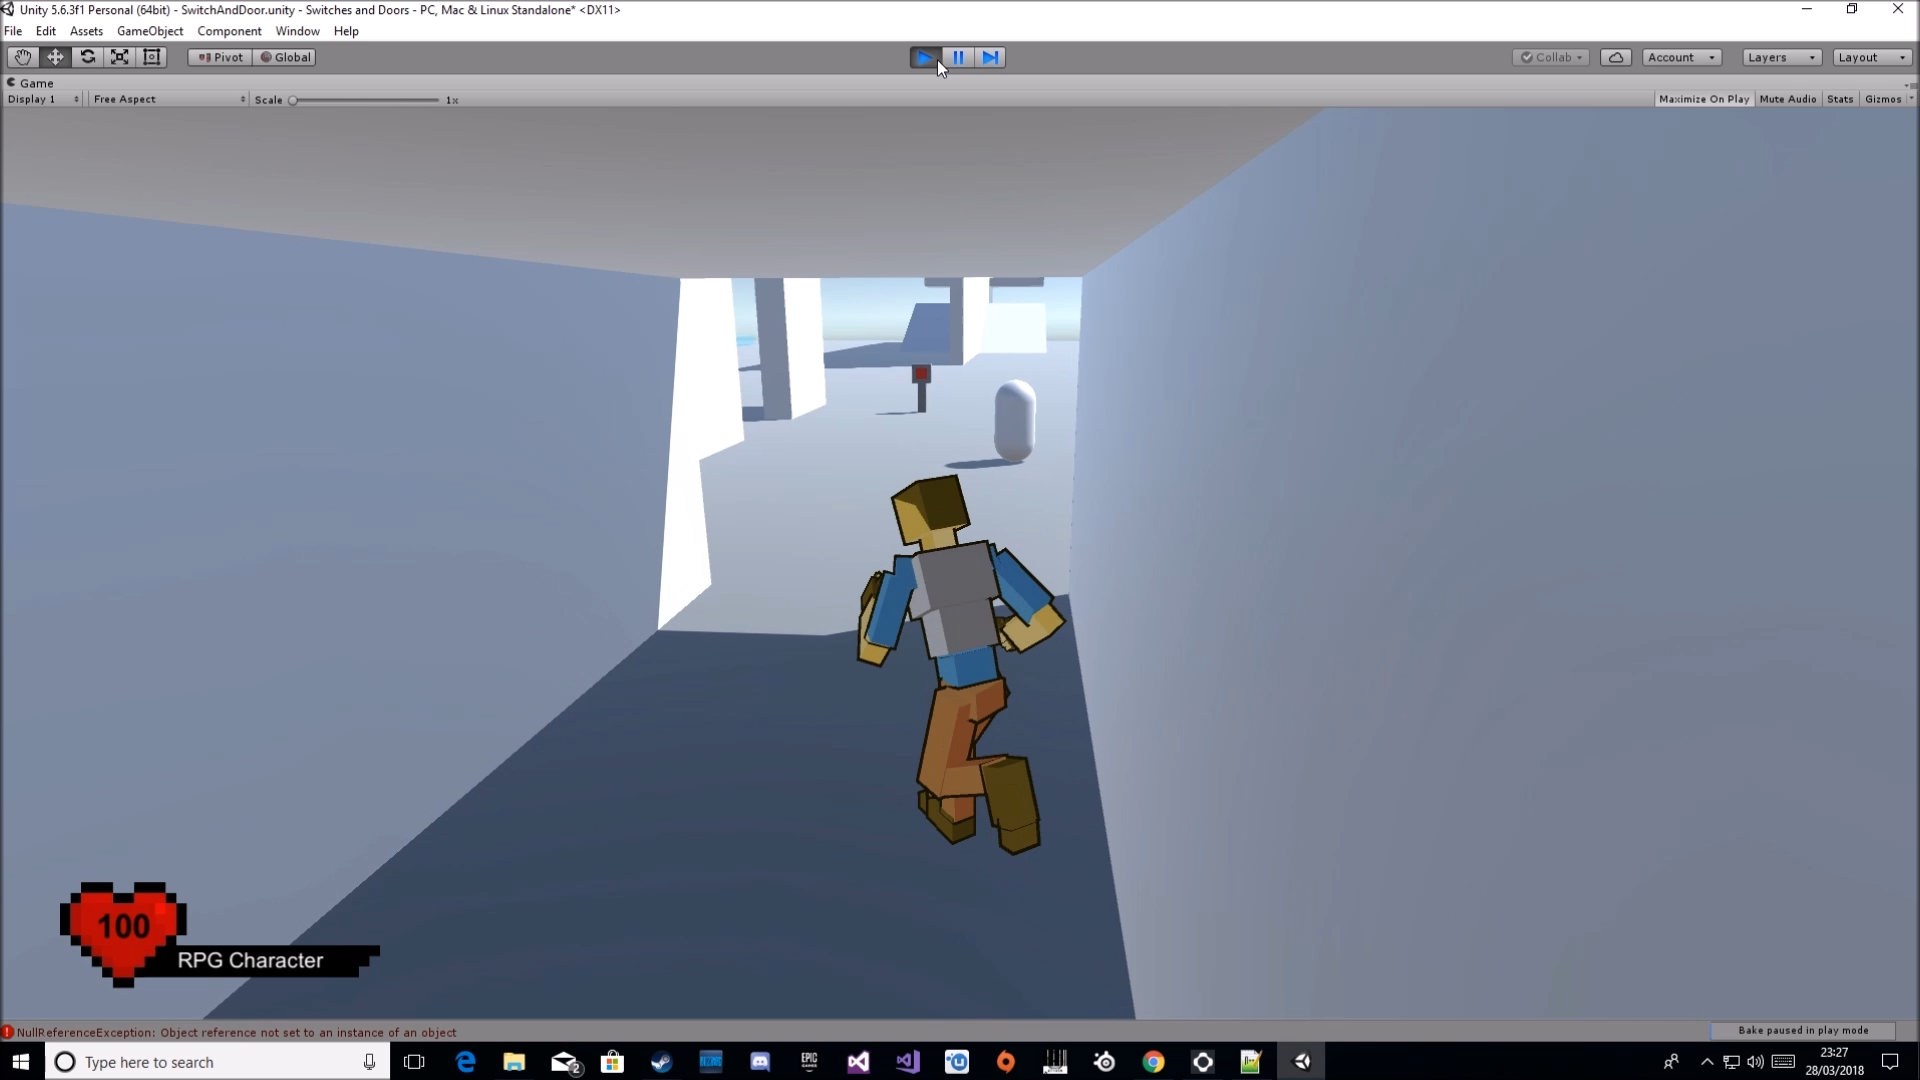 Unity 5.6.3f1 Personal (64bit) - SwitchAndDoor.unity - Switches and Doors - PC, Mac & Linux Standalone* <DX11>
File Edit Assets GameObject Component Window Help
Pivot Global Collab Account Layers Layout
Game
Display 1 Free Aspect Scale 1x Maximize On Play Mute Audio Stats Gizmos
100
RPG Character
NullReferenceException: Object reference not set to an instance of an object
Bake paused in play mode
Type here to search
2
EPIC GAMES
23:27
28/03/2018